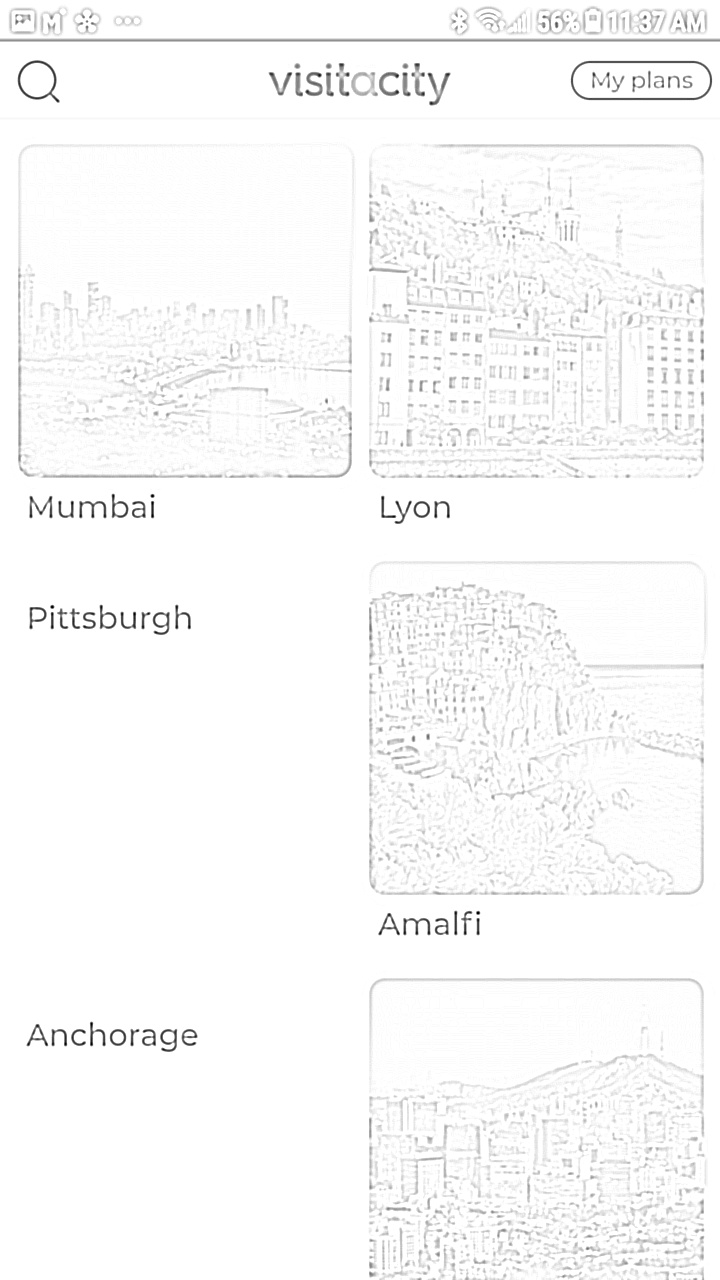 56% 11:37 AM
visitacity
My plans
Mumbai
Lyon
Pittsburgh
Amalfi
Anchorage